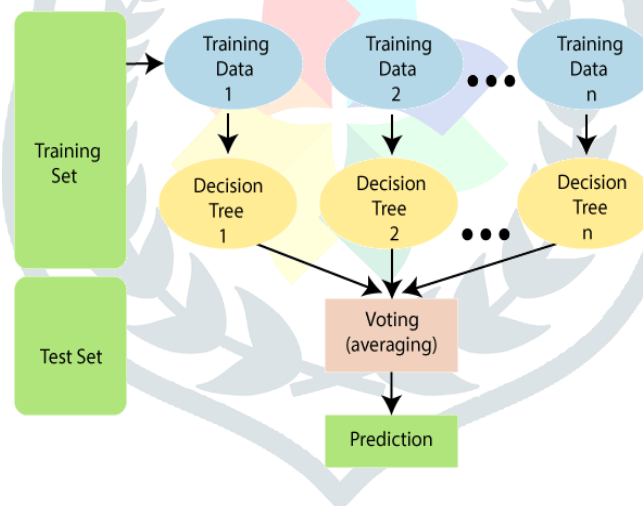 Training
Set
Training
Data
1
Training
Data
2
Training
Data
n
Decision
Tree
1
Decision
Tree
2
Decision
Tree
n
Test Set
Voting
(averaging)
Prediction